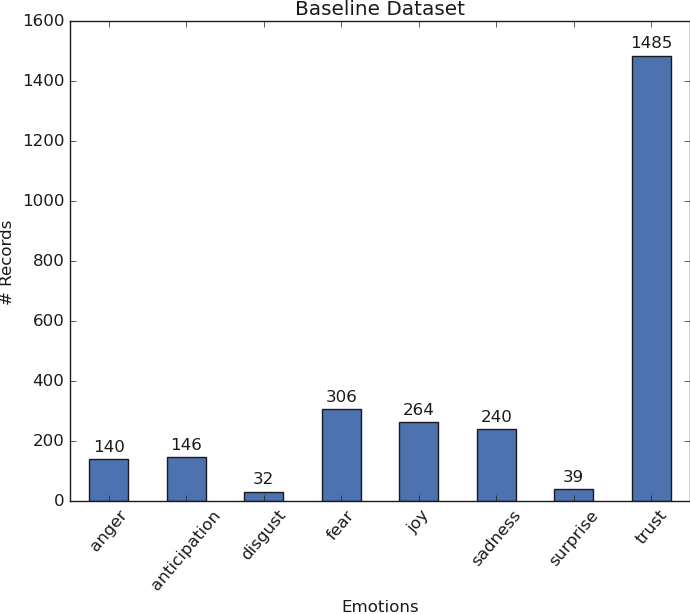 Baseline Dataset
# Records
1600
1400
1200
1000
800
600
400
200
0
140
146
32
306
264
240
39
1485
anger
anticipation
disgust
fear
joy
sadness
surprise
trust
Emotions